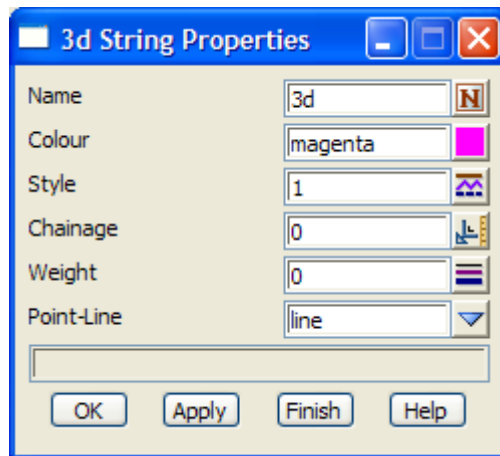 3d String Properties
Name 3d N
Colour magenta
Style 1
Chainage 0
Weight 0
Point-Line line
OK Apply Finish Help